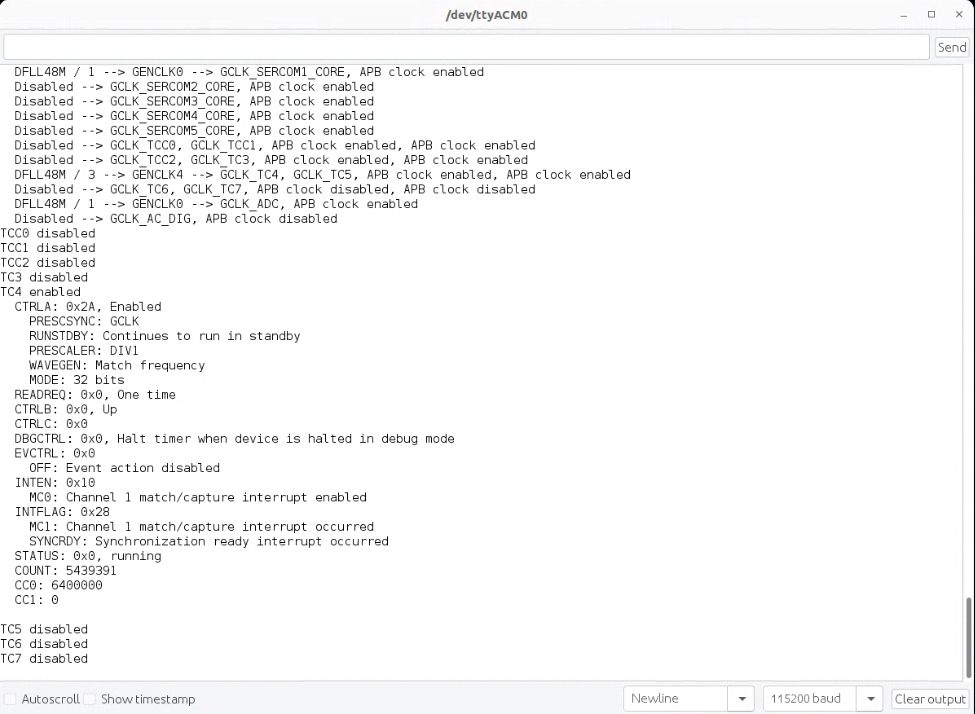 /dev/ttyACM0
Send
DFLL48M / 1 --> GENCLK0 --> GCLK_SERCOM1_CORE, APB clock enabled
Disabled --> GCLK_SERCOM2_CORE, APB clock enabled
Disabled --> GCLK_SERCOM3_CORE, APB clock enabled
Disabled --> GCLK_SERCOM4_CORE, APB clock enabled
Disabled --> GCLK_SERCOM5_CORE, APB clock enabled
Disabled --> GCLK_TCC0, GCLK_TCC1, APB clock enabled, APB clock enabled
Disabled --> GCLK_TCC2, GCLK_TC3, APB clock enabled, APB clock enabled
DFLL48M / 3 --> GENCLK4 --> GCLK_TC4, GCLK_TC5, APB clock enabled, APB clock enabled
Disabled --> GCLK_TC6, GCLK_TC7, APB clock disabled, APB clock disabled
DFLL48M / 1 --> GENCLK0 --> GCLK_ADC, APB clock enabled
Disabled --> GCLK_AC_DIG, APB clock disabled
TCC0 disabled
TCC1 disabled
TCC2 disabled
TC3 disabled
TC4 enabled
CTRLA: 0x2A, Enabled
PRESCSYNC: GCLK
RUNSTDBY: Continues to run in standby
PRESCALER: DIV1
WAVEGEN: Match frequency
MODE: 32 bits
READREQ: 0x0, One time
CTRLB: 0x0, Up
CTRLC: 0x0
DBGCTRL: 0x0, Halt timer when device is halted in debug mode
EVCTRL: 0x0
OFF: Event action disabled
INTEN: 0x10
MC0: Channel 1 match/capture interrupt enabled
INTFLAG: 0x28
MC1: Channel 1 match/capture interrupt occurred
SYNCRDY: Synchronization ready interrupt occurred
STATUS: 0x0, running
COUNT: 5439391
CC0: 6400000
CC1: 0
TC5 disabled
TC6 disabled
TC7 disabled
Autoscroll Show timestamp Newline 115200 baud Clear output